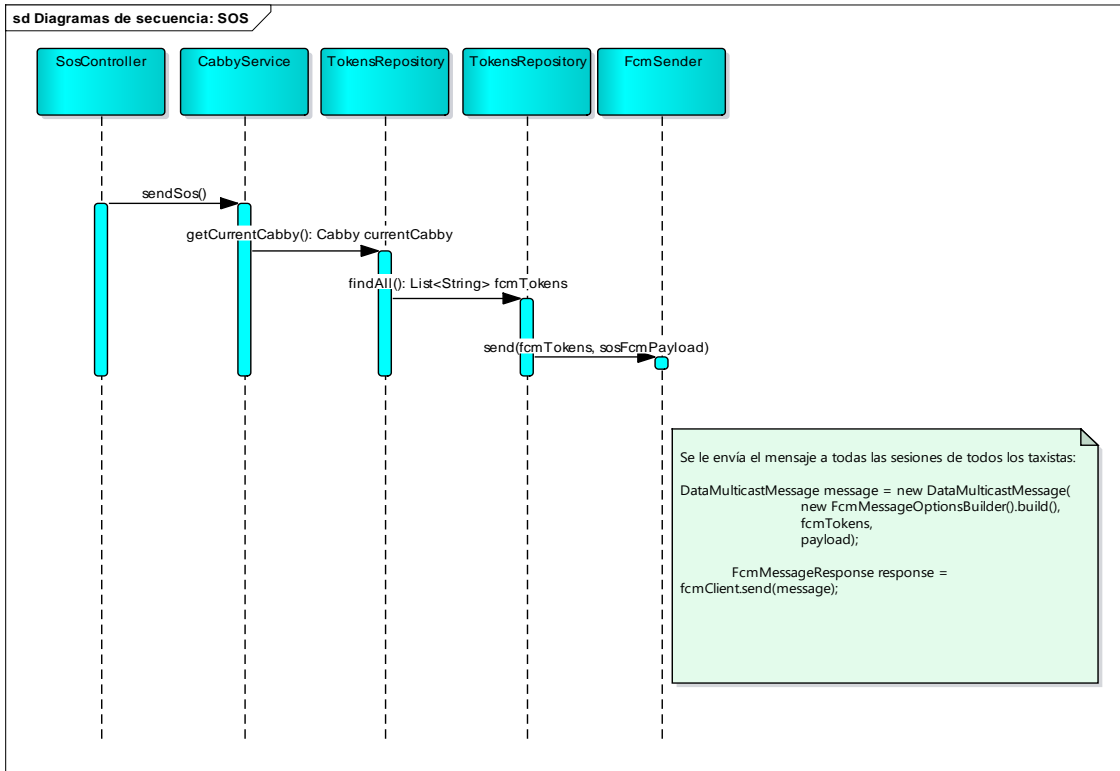 sd Diagramas de secuencia: SOS
SosController
CabbyService
TokensRepository
TokensRepository
FcmSender
sendSos()
getCurrentCabby(): Cabby currentCabby
findAll(): List<String> fcmTokens
send(fcmTokens, sosFcmPayload)
Se le envía el mensaje a todas las sesiones de todos los taxistas:
DataMulticastMessage message = new DataMulticastMessage(
new FcmMessageOptionsBuilder().build(),
fcmTokens,
payload);
FcmMessageResponse response =
fcmClient.send(message);